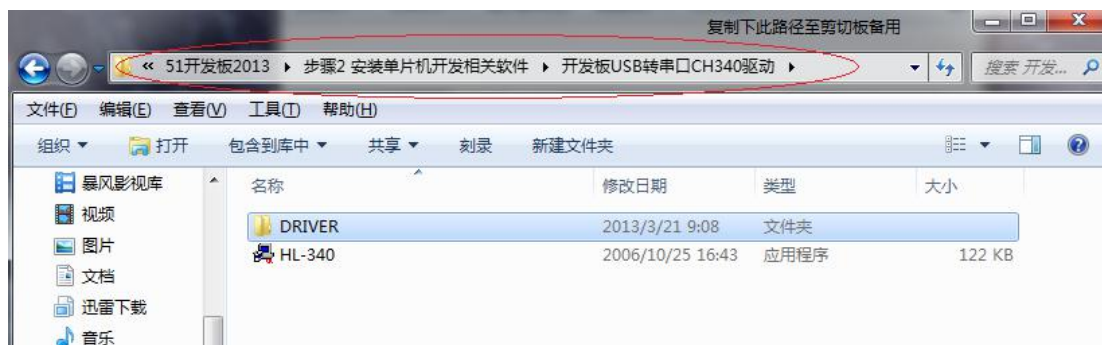 复制下此路径至剪切板备用
« 51开发板2013 ▸ 步骤2 安装单片机开发相关软件 ▸ 开发板USB转串口CH340驱动 ▸ 搜索 开发...
文件(F) 编辑(E) 查看(V) 工具(T) 帮助(H)
组织 ▼ 打开 包含到库中 ▼ 共享 ▼ 刻录 新建文件夹
暴风影视库 名称 修改日期 类型 大小
视频 DRIVER 2013/3/21 9:08 文件夹
图片 HL-340 2006/10/25 16:43 应用程序 122 KB
文档
迅雷下载
音乐